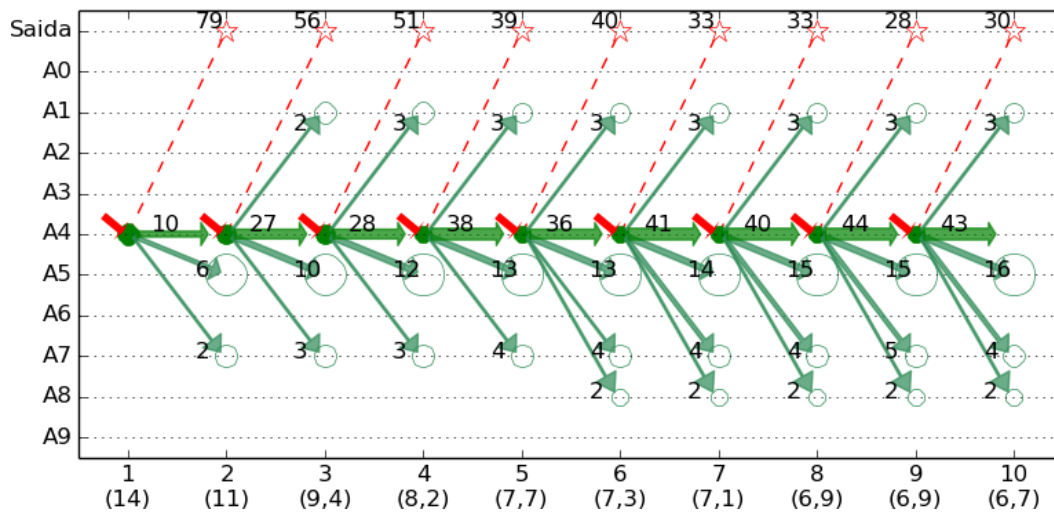 Saida 79 56 51 39 40 33 33 28 30
A0
A1 2 3 3 3 3 3 3 3
A2
A3
A4 10 27 28 38 36 41 40 44 43
A5 6 10 12 13 13 14 15 15 16
A6
A7 2 3 3 4 4 4 4 5 4
A8 2 2 2 2 2
A9
1 2 3 4 5 6 7 8 9 10
(14) (11) (9,4) (8,2) (7,7) (7,3) (7,1) (6,9) (6,9) (6,7)